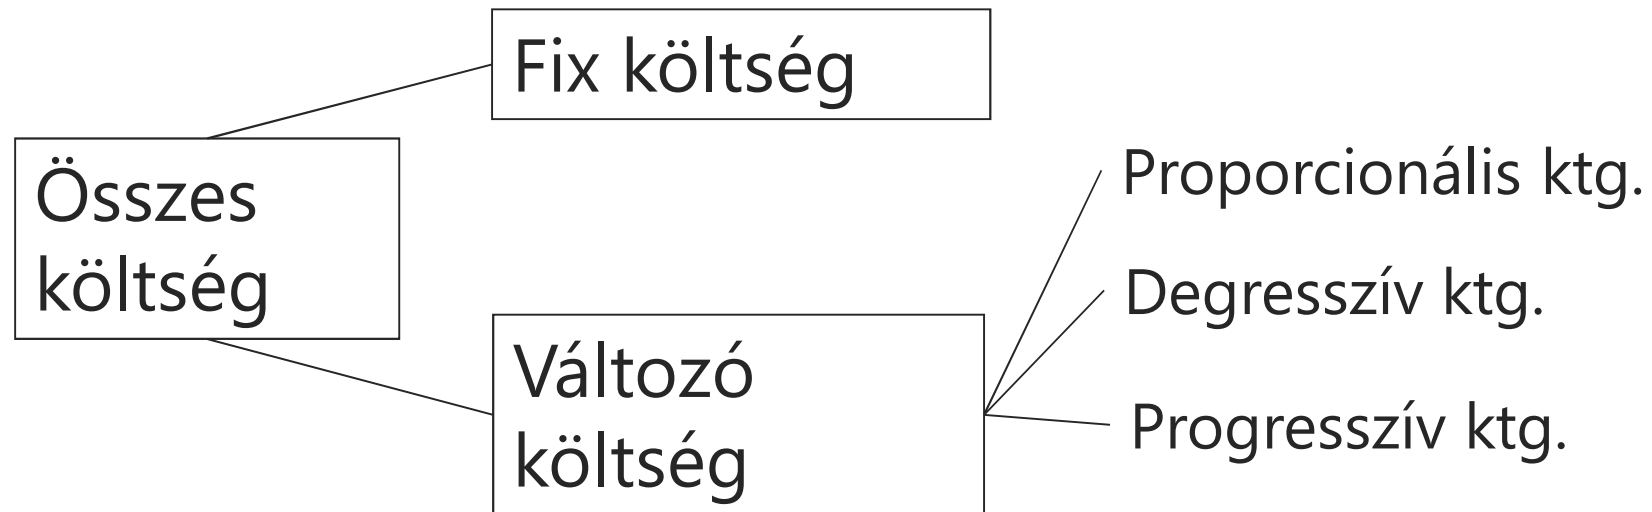 Fix költség
Összes
költség
Proporcionális ktg.
Degresszív ktg.
Változó
költség
Progresszív ktg.